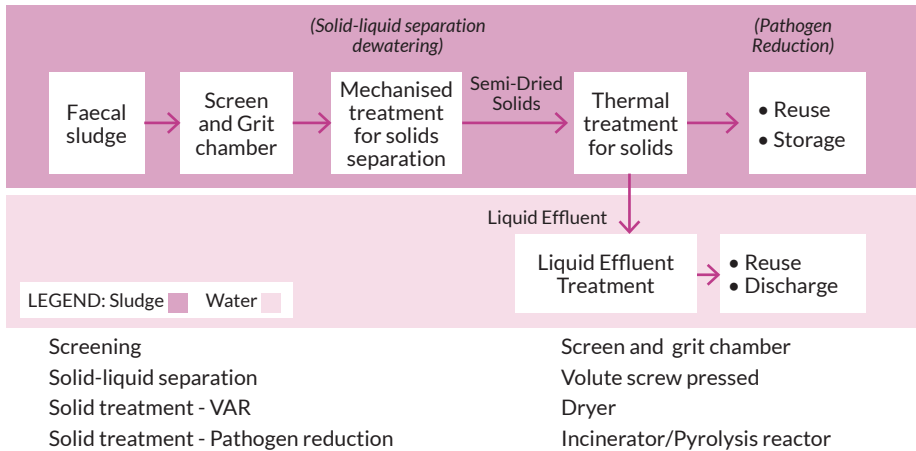 (Solid-liquid separation
dewatering)
(Pathogen
Reduction)
Faecal
sludge
Screen
and Grit
chamber
Mechanised
treatment
for solids
separation
Semi-Dried
Solids
Thermal
treatment
for solids
• Reuse
• Storage
Liquid Effluent
Liquid Effluent
Treatment
• Reuse
• Discharge
LEGEND: Sludge Water
Screening
Screen and grit chamber
Solid-liquid separation
Volute screw pressed
Solid treatment - VAR
Dryer
Solid treatment - Pathogen reduction
Incinerator/Pyrolysis reactor